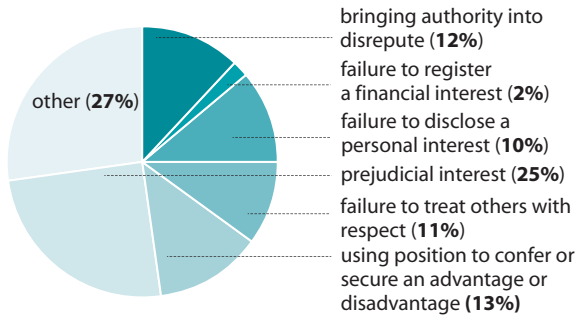 bringing authority into
disrepute (12%)
failure to register
a financial interest (2%)
other (27%)
failure to disclose a
personal interest (10%)
prejudicial interest (25%)
failure to treat others with
respect (11%)
using position to confer or
secure an advantage or
disadvantage (13%)